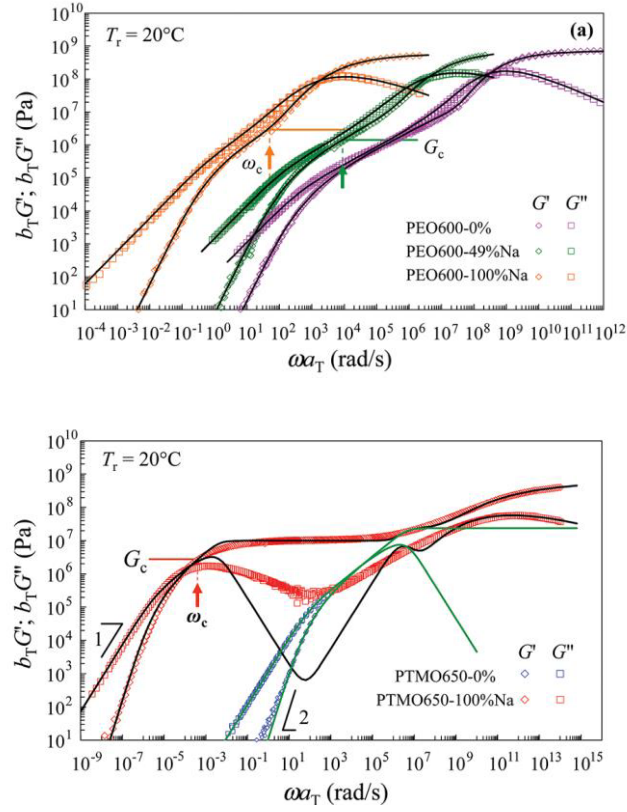 T_r = 20°C
(a)
b_TG'; b_TG'' (Pa)
10^10
10^9
10^8
10^7
10^6
10^5
10^4
10^3
10^2
10^1
ω_c
G_c
G' G''
PEO600-0%
PEO600-49%Na
PEO600-100%Na
10^-4 10^-3 10^-2 10^-1 10^0 10^1 10^2 10^3 10^4 10^5 10^6 10^7 10^8 10^9 10^10 10^11 10^12
ωa_T (rad/s)
T_r = 20°C
b_TG'; b_TG'' (Pa)
10^10
10^9
10^8
10^7
10^6
10^5
10^4
10^3
10^2
10^1
G_c
ω_c
1
2
G' G''
PTMO650-0%
PTMO650-100%Na
10^-9 10^-7 10^-5 10^-3 10^-1 10^1 10^3 10^5 10^7 10^9 10^11 10^13 10^15
ωa_T (rad/s)